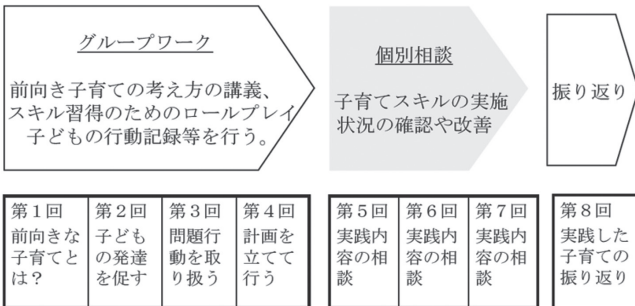 グループワーク
前向き子育ての考え方の講義、
スキル習得のためのロールプレイ
子どもの行動記録等を行う。
個別相談
子育てスキルの実施
状況の確認や改善
振り返り
第1回
前向きな
子育てと
は？
第2回
子ども
の発達
を促す
第3回
問題行
動を取
り扱う
第4回
計画を
立てて
行う
第5回
実践内
容の相
談
第6回
実践内
容の相
談
第7回
実践内
容の相
談
第8回
実践した
子育ての
振り返り